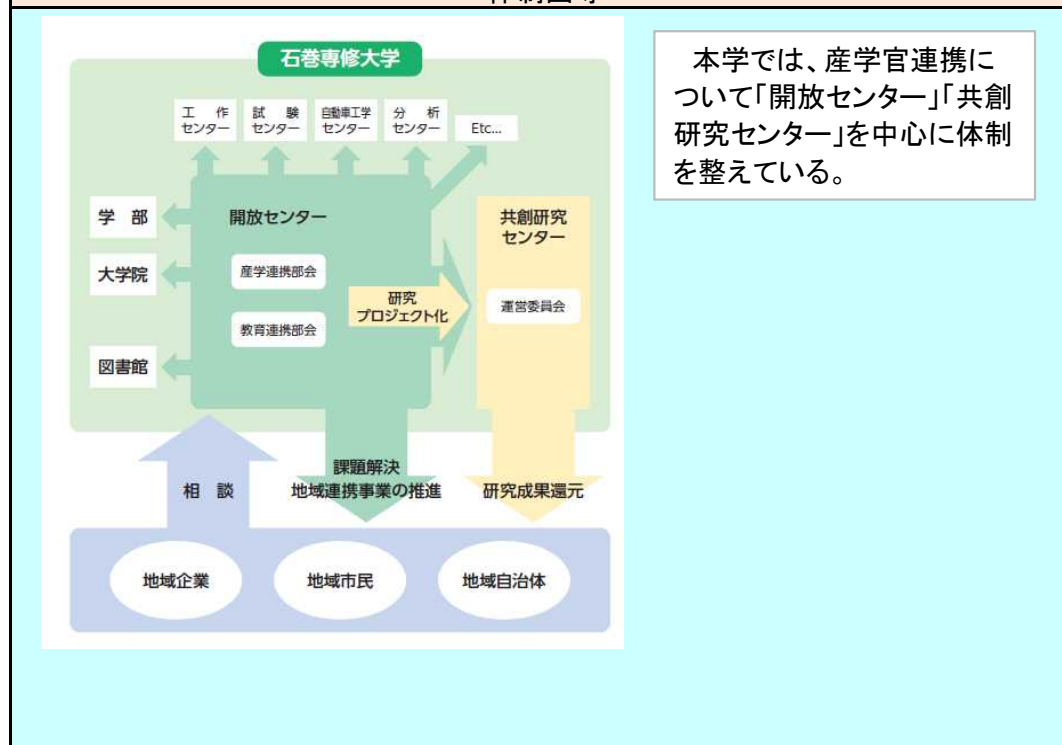 石巻専修大学
工 作
センター
試 験
センター
自動車工学
センター
分 析
センター
Etc...
学 部
開放センター
共創研究
センター
大学院
産学連携部会
研究
プロジェクト化
運営委員会
教育連携部会
図書館
相 談
課題解決
地域連携事業の推進
研究成果還元
地域企業
地域市民
地域自治体
本学では、産学官連携に
ついて「開放センター」「共創
研究センター」を中心に体制
を整えている。